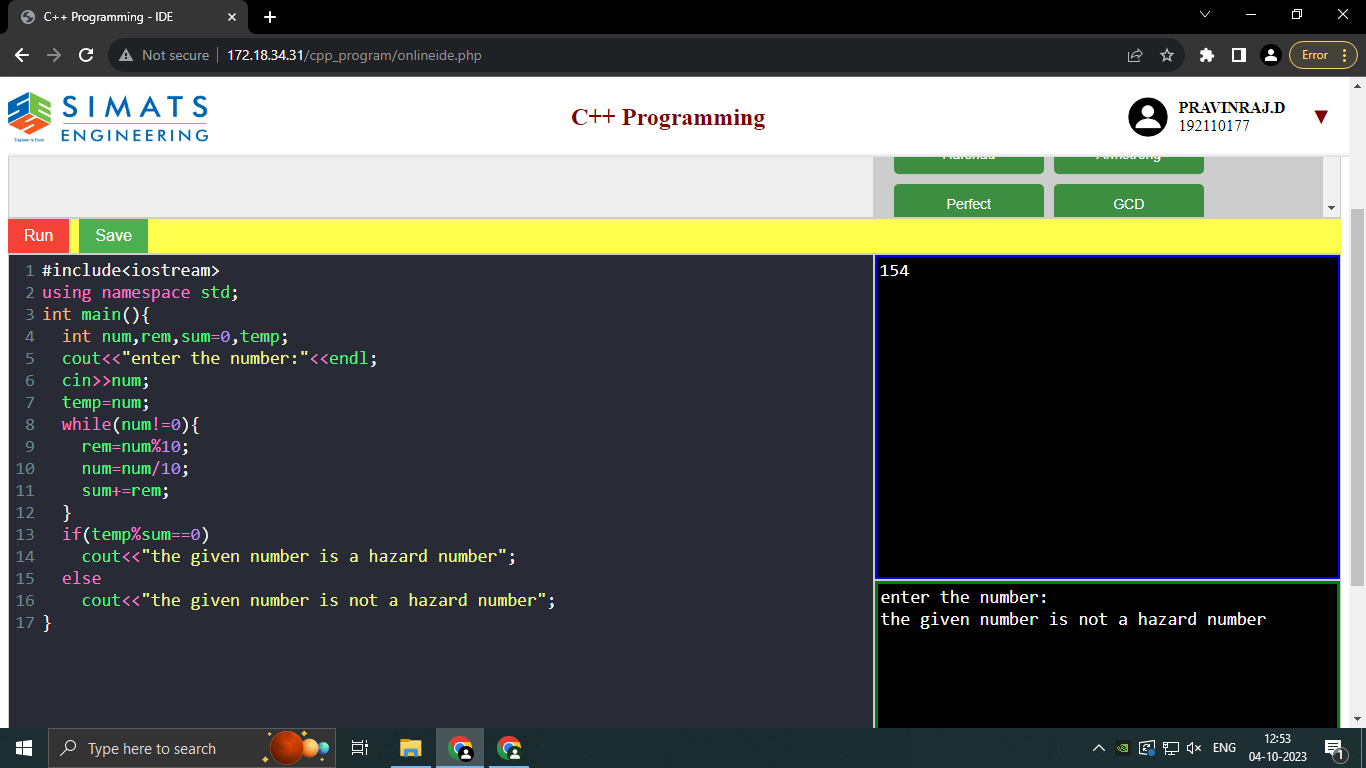 C++ Programming - IDE
Not secure
172.18.34.31/cpp_program/onlineide.php
Error
SIMATS
ENGINEERING
Engineer to Excel
C++ Programming
PRAVINRAJ.D
192110177
Armstrong
Perfect
GCD
Run
Save
1 #include<iostream>
2 using namespace std;
3 int main(){
4   int num,rem,sum=0,temp;
5   cout<<"enter the number:"<<endl;
6   cin>>num;
7   temp=num;
8   while(num!=0){
9     rem=num%10;
10     num=num/10;
11     sum+=rem;
12   }
13   if(temp%sum==0)
14     cout<<"the given number is a hazard number";
15   else
16     cout<<"the given number is not a hazard number";
17 }
154
enter the number:
the given number is not a hazard number
Type here to search
ENG
12:53
04-10-2023
1